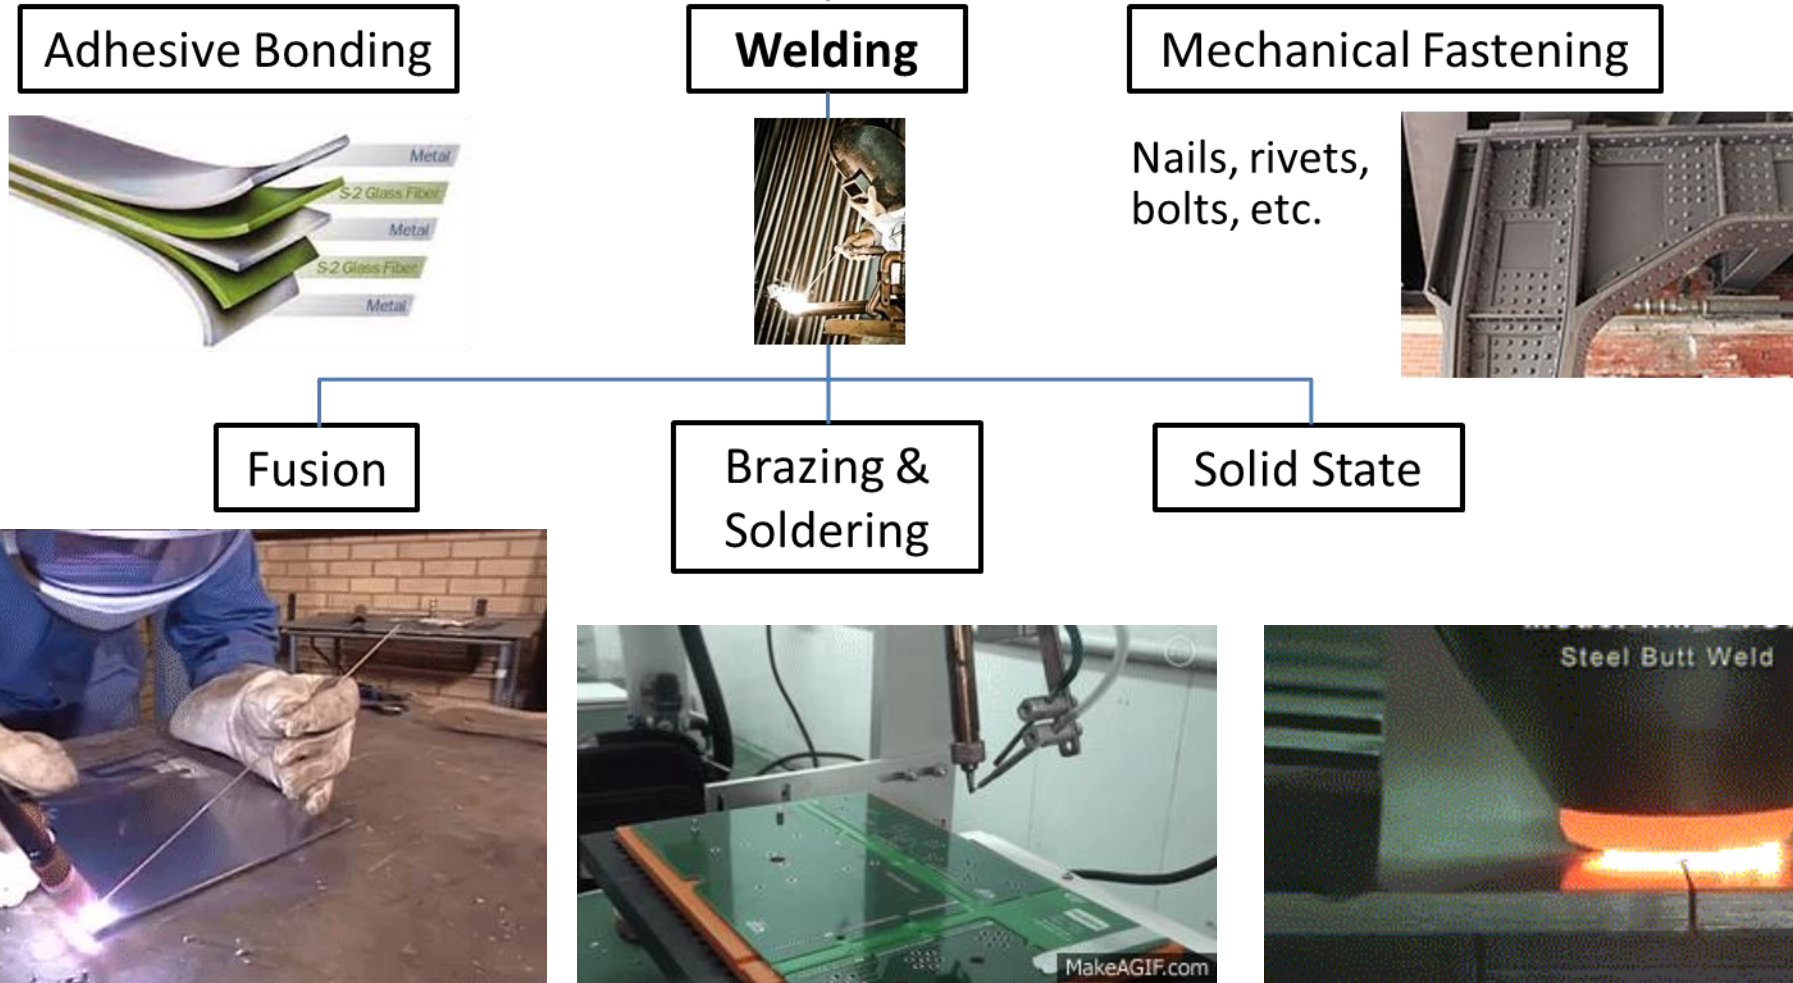 Adhesive Bonding
Welding
Mechanical Fastening
Metal
S-2 Glass Fiber
Metal
S-2 Glass Fiber
Metal
Nails, rivets,
bolts, etc.
Fusion
Brazing &
Soldering
Solid State
Steel Butt Weld
MakeAGIF.com